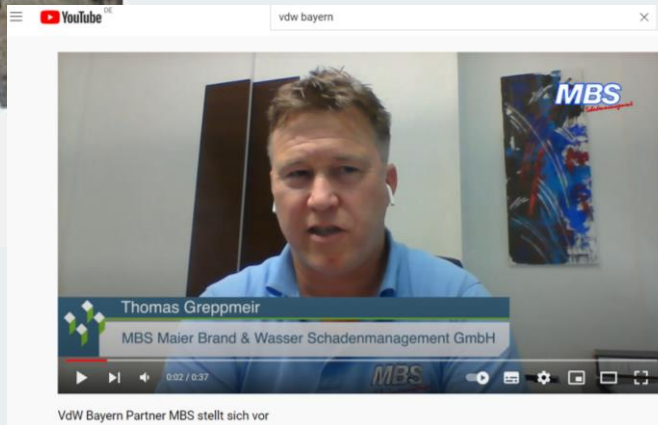 YouTube DE
vdw bayern
MBS
Schadenmanagement
Thomas Greppmeir
MBS Maier Brand & Wasser Schadenmanagement GmbH
MBS
0:02 / 0:37
VdW Bayern Partner MBS stellt sich vor